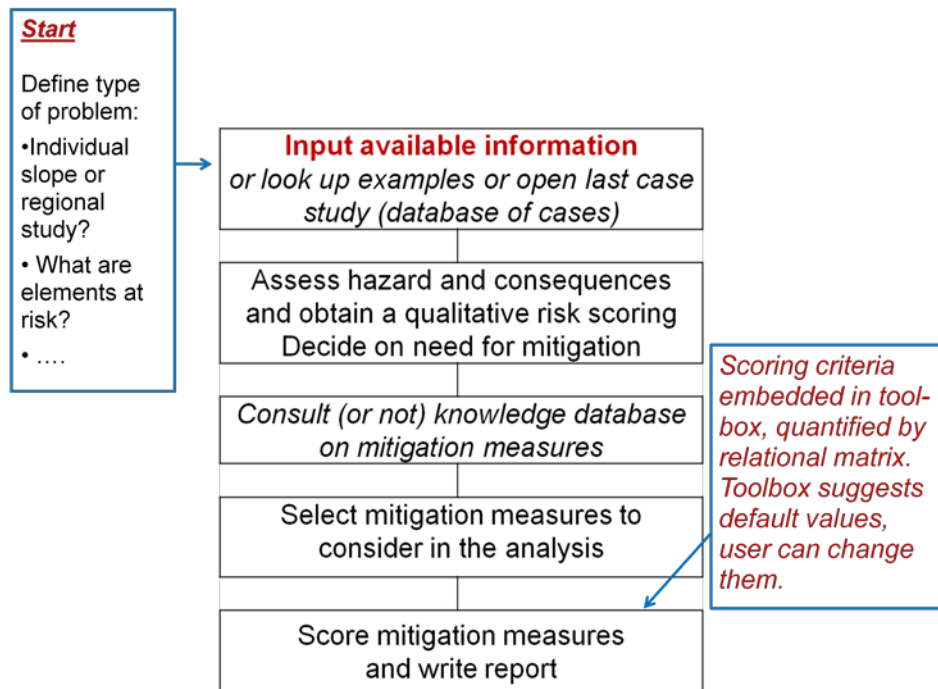 Start
Define type
of problem:
•Individual
slope or
regional
study?
• What are
elements at
risk?
• ....
Input available information
or look up examples or open last case
study (database of cases)
Assess hazard and consequences
and obtain a qualitative risk scoring
Decide on need for mitigation
Consult (or not) knowledge database
on mitigation measures
Select mitigation measures to
consider in the analysis
Scoring criteria
embedded in tool-
box, quantified by
relational matrix.
Toolbox suggests
default values,
user can change
them.
Score mitigation measures
and write report